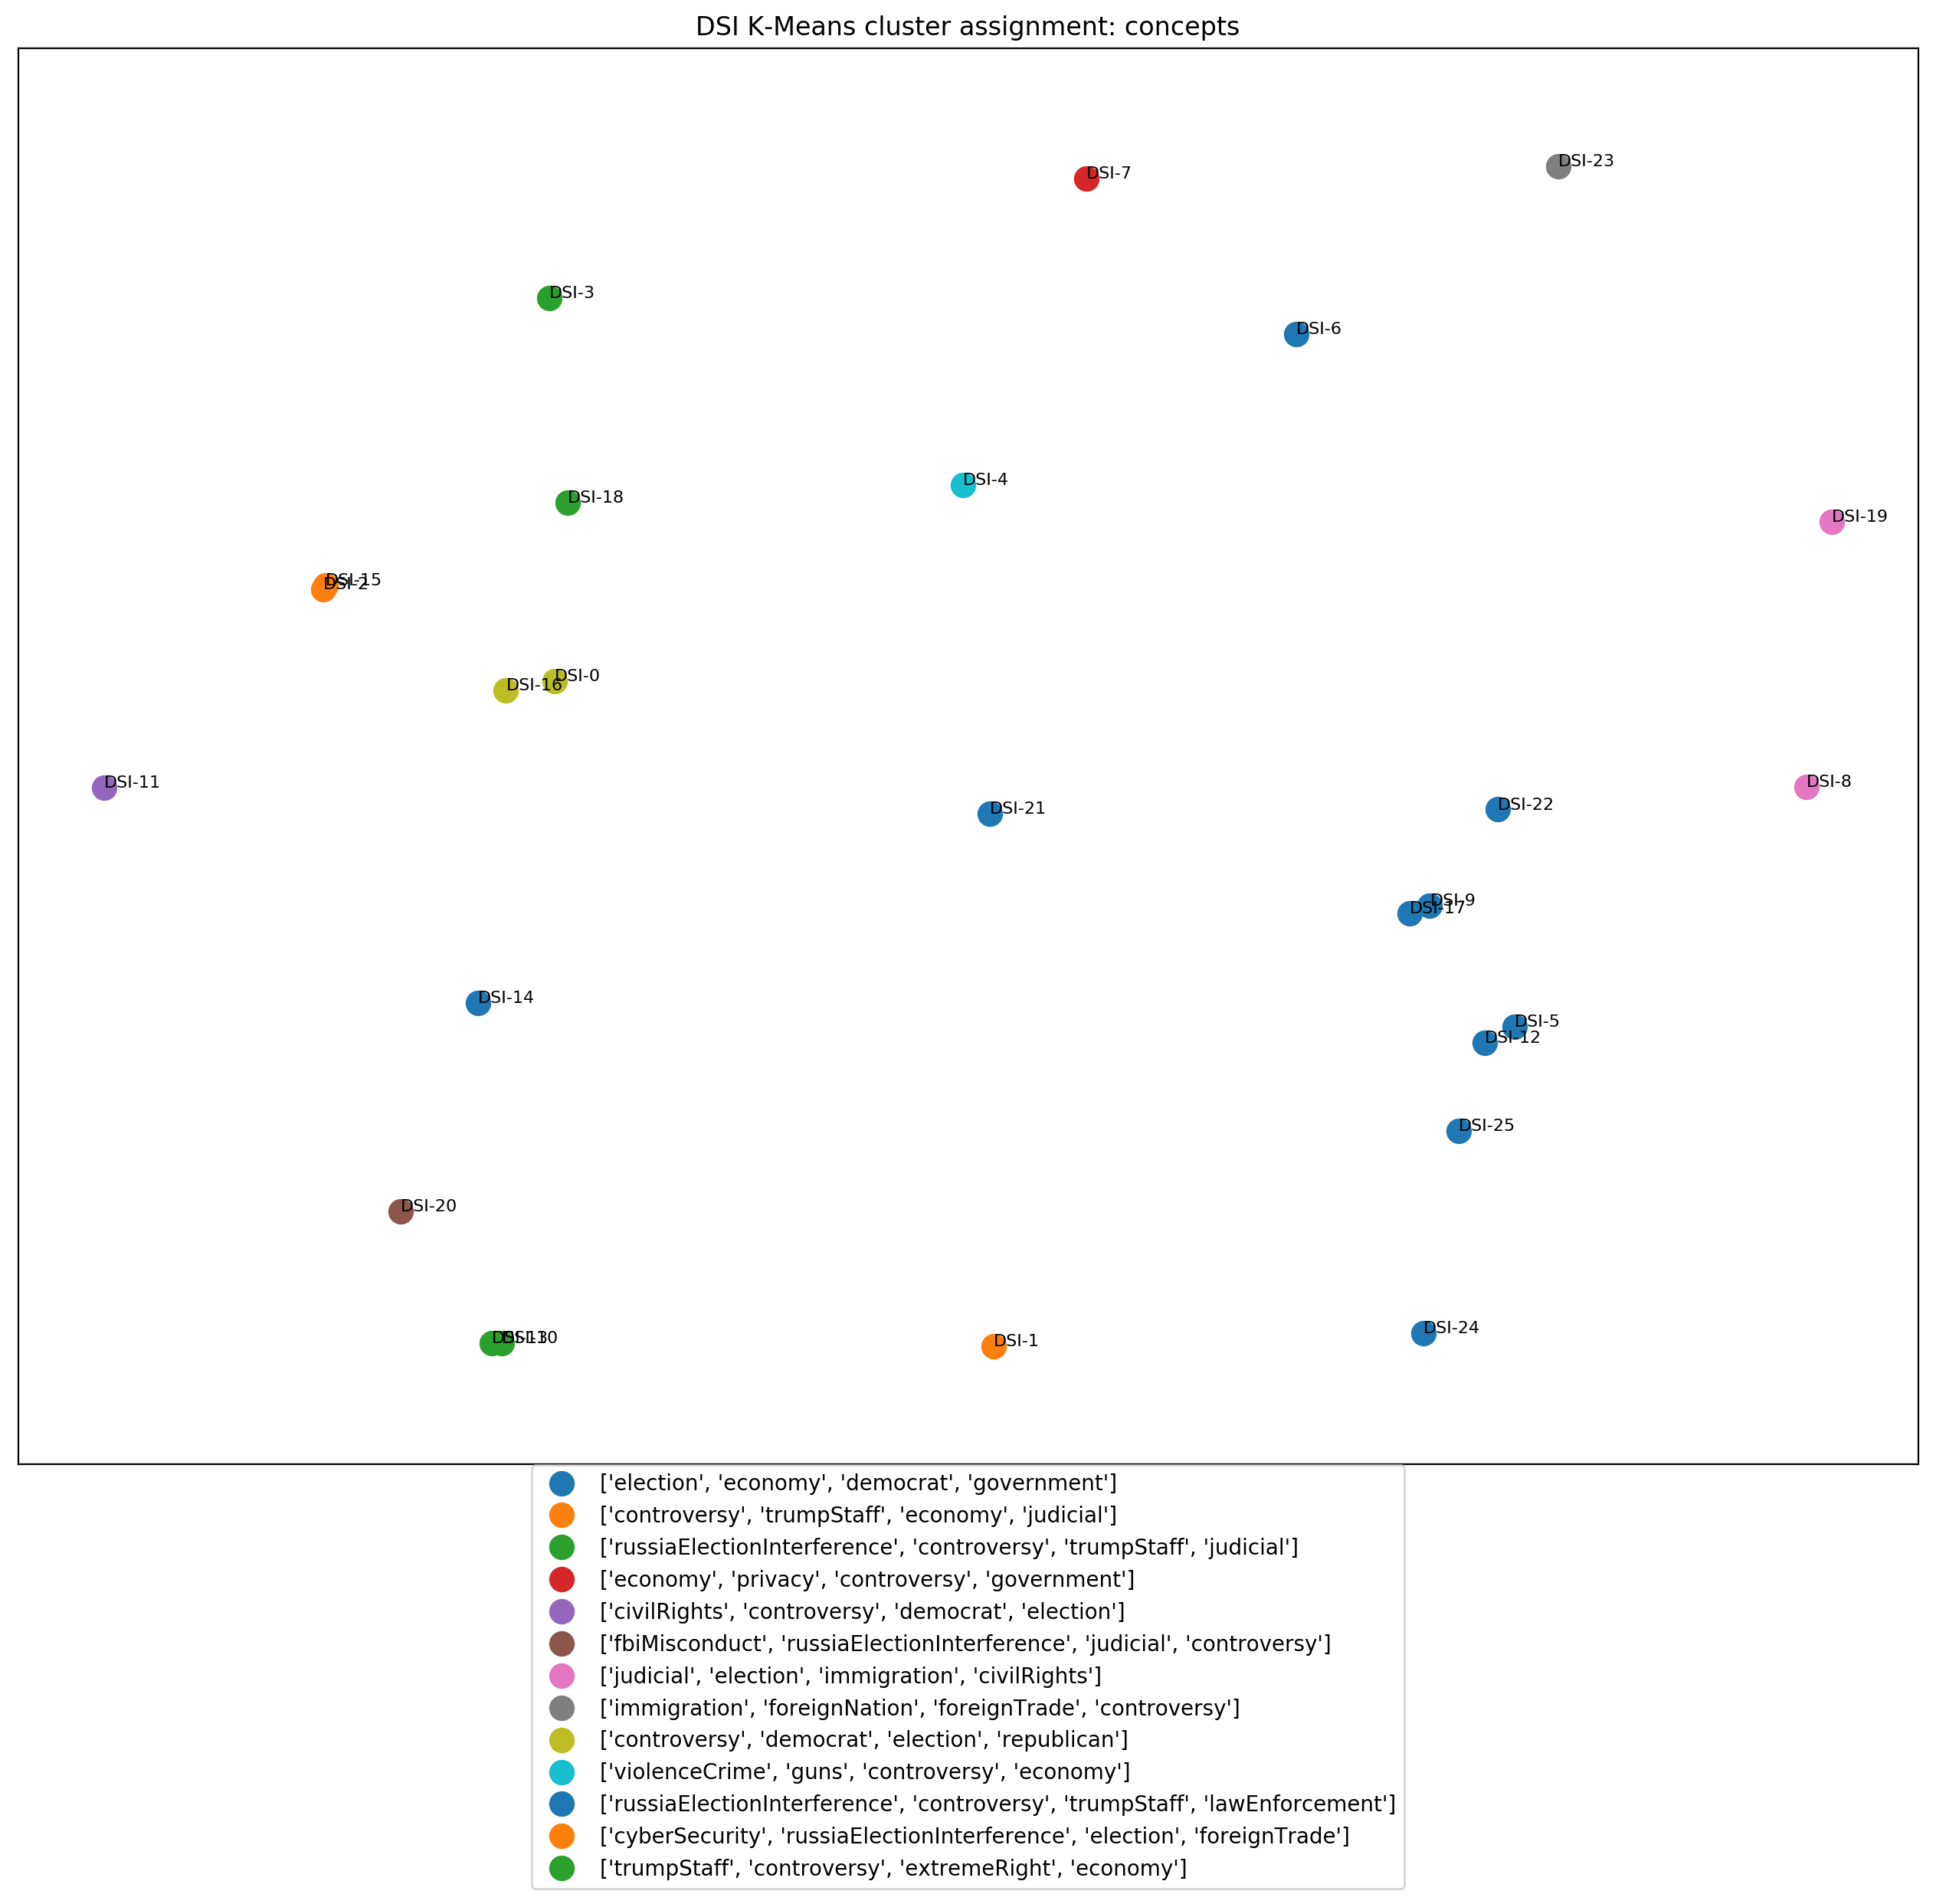 DSI K-Means cluster assignment: concepts
DSI-23
DSI-7
DSI-3
DSI-6
DSI-4
DSI-18
DSI-19
DSI-15
DSI-2
DSI-0
DSI-16
DSI-11
DSI-8
DSI-22
DSI-21
DSI-9
DSI-17
DSI-14
DSI-5
DSI-12
DSI-25
DSI-20
DSI-24
DSI-13
DSI-10
DSI-1
['election', 'economy', 'democrat', 'government']
['controversy', 'trumpStaff', 'economy', 'judicial']
['russiaElectionInterference', 'controversy', 'trumpStaff', 'judicial']
['economy', 'privacy', 'controversy', 'government']
['civilRights', 'controversy', 'democrat', 'election']
['fbiMisconduct', 'russiaElectionInterference', 'judicial', 'controversy']
['judicial', 'election', 'immigration', 'civilRights']
['immigration', 'foreignNation', 'foreignTrade', 'controversy']
['controversy', 'democrat', 'election', 'republican']
['violenceCrime', 'guns', 'controversy', 'economy']
['russiaElectionInterference', 'controversy', 'trumpStaff', 'lawEnforcement']
['cyberSecurity', 'russiaElectionInterference', 'election', 'foreignTrade']
['trumpStaff', 'controversy', 'extremeRight', 'economy']